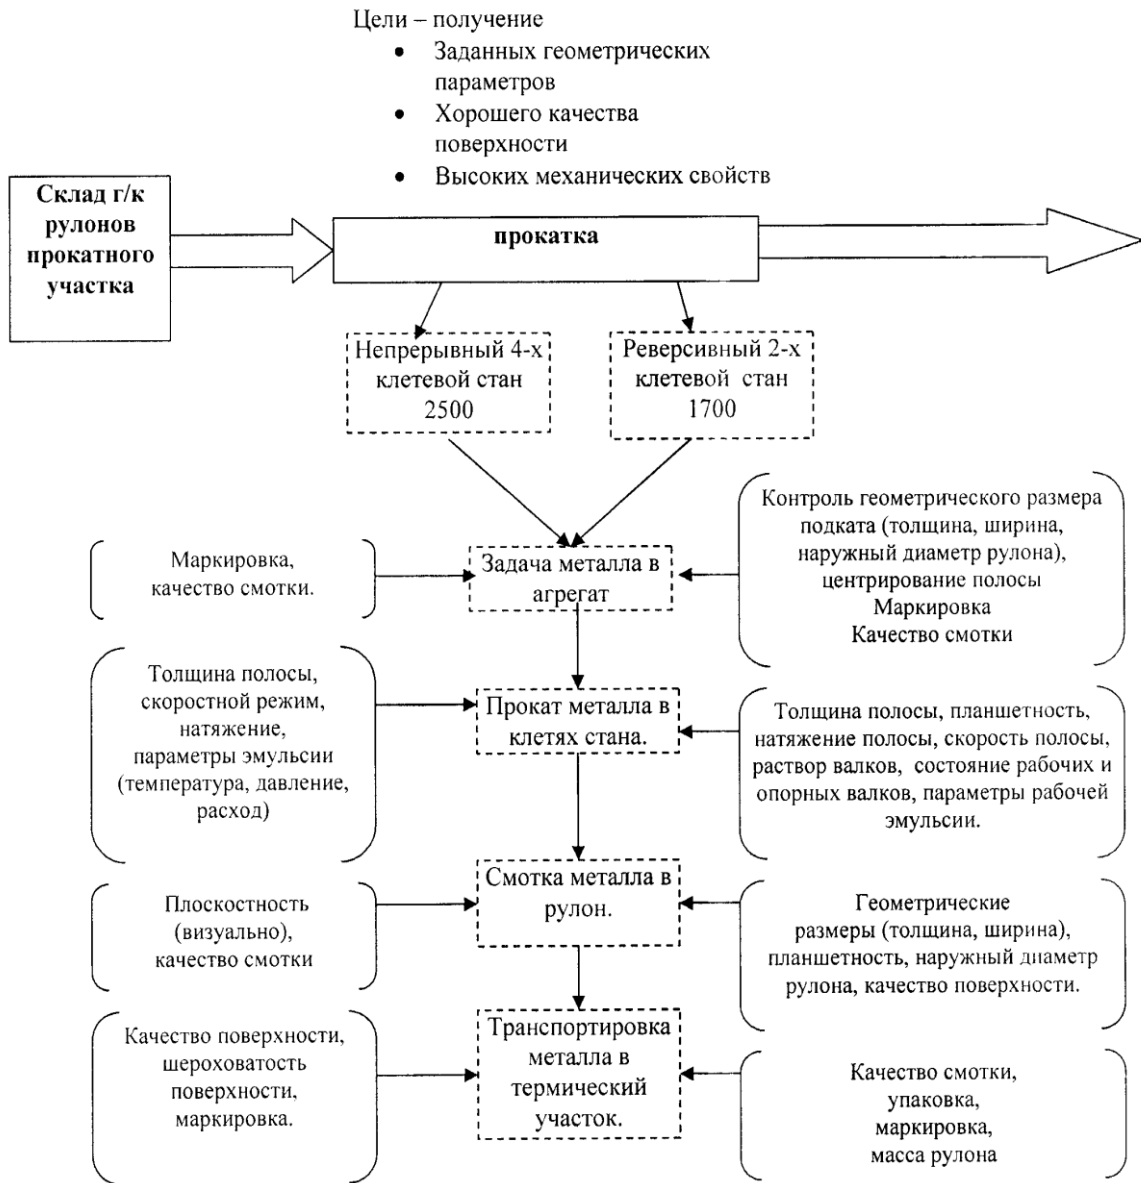 Цели – получение
• Заданных геометрических
параметров
• Хорошего качества
поверхности
• Высоких механических свойств
Склад г/к
рулонов
прокатного
участка
прокатка
Непрерывный 4-х
клетевой стан
2500
Реверсивный 2-х
клетевой стан
1700
Маркировка,
качество смотки.
Задача металла в
агрегат
Контроль геометрического размера
подката (толщина, ширина,
наружный диаметр рулона),
центрирование полосы
Маркировка
Качество смотки
Толщина полосы,
скоростной режим,
натяжение,
параметры эмульсии
(температура, давление,
расход)
Прокат металла в
клетях стана.
Толщина полосы, планшетность,
натяжение полосы, скорость полосы,
раствор валков, состояние рабочих и
опорных валков, параметры рабочей
эмульсии.
Плоскостность
(визуально),
качество смотки
Смотка металла в
рулон.
Геометрические
размеры (толщина, ширина),
планшетность, наружный диаметр
рулона, качество поверхности.
Качество поверхности,
шероховатость
поверхности,
маркировка.
Транспортировка
металла в
термический
участок.
Качество смотки,
упаковка,
маркировка,
масса рулона